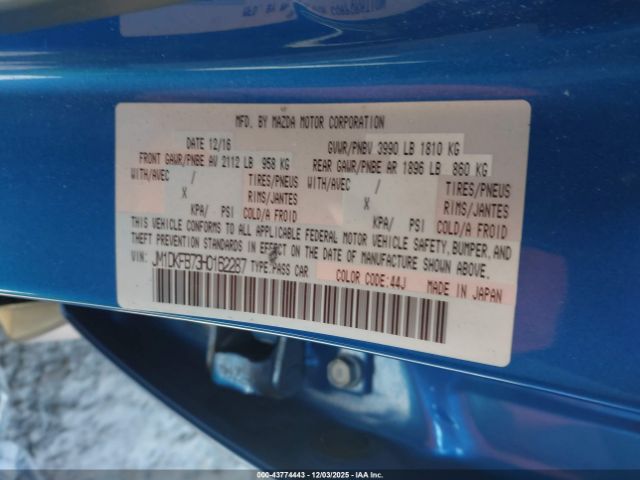 MFD. BY MAZDA MOTOR CORPORATION
DATE 12/16 GVWR/PNBV 3990 LB 1810 KG
FRONT GAWR/PNBE AV 2112 LB 958 KG REAR GAWR/PNBE AR 1896 LB 860 KG
WITH/AVEC / TIRES/PNEUS WITH/AVEC / TIRES/PNEUS
X RIMS/JANTES X RIMS/JANTES
KPA/ PSI COLD/A FROID KPA/ PSI COLD/A FROID
THIS VEHICLE CONFORMS TO ALL APPLICABLE FEDERAL MOTOR VEHICLE SAFETY, BUMPER, AND
THEFT PREVENTION STANDARDS IN EFFECT ON THE DATE OF MANUFACTURE SHOWN ABOVE.
VIN: JM1DKFB73H0162287 TYPE:PASS CAR COLOR CODE:44J MADE IN JAPAN
000-43774443 - 12/03/2025 - IAAI.com